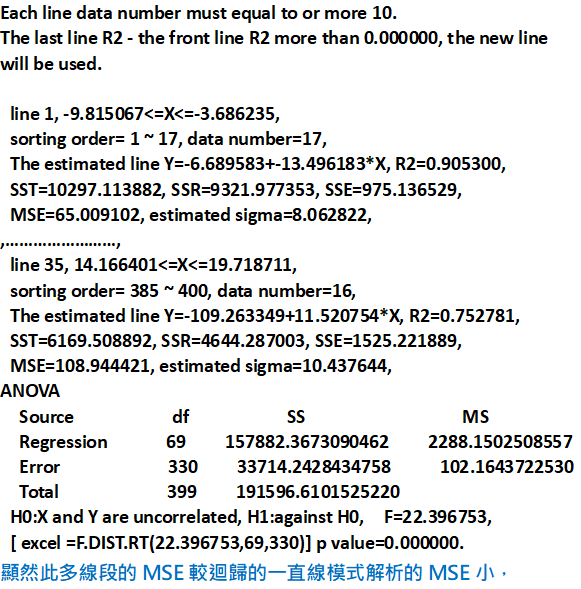 Each line data number must equal to or more 10.
The last line R2 - the front line R2 more than 0.000000, the new line
will be used.
line 1, -9.815067<=X<=-3.686235,
sorting order= 1 ~ 17, data number=17,
The estimated line Y=-6.689583+-13.496183*X, R2=0.905300,
SST=10297.113882, SSR=9321.977353, SSE=975.136529,
MSE=65.009102, estimated sigma=8.062822,
,……………………,
line 35, 14.166401<=X<=19.718711,
sorting order= 385 ~ 400, data number=16,
The estimated line Y=-109.263349+11.520754*X, R2=0.752781,
SST=6169.508892, SSR=4644.287003, SSE=1525.221889,
MSE=108.944421, estimated sigma=10.437644,
ANOVA
Source df SS MS
Regression 69 157882.3673090462 2288.1502508557
Error 330 33714.2428434758 102.1643722530
Total 399 191596.6101525220
H0:X and Y are uncorrelated, H1:against H0, F=22.396753,
[ excel =F.DIST.RT(22.396753,69,330)] p value=0.000000.
顯然此多線段的 MSE 較迴歸的一直線模式解析的 MSE 小，